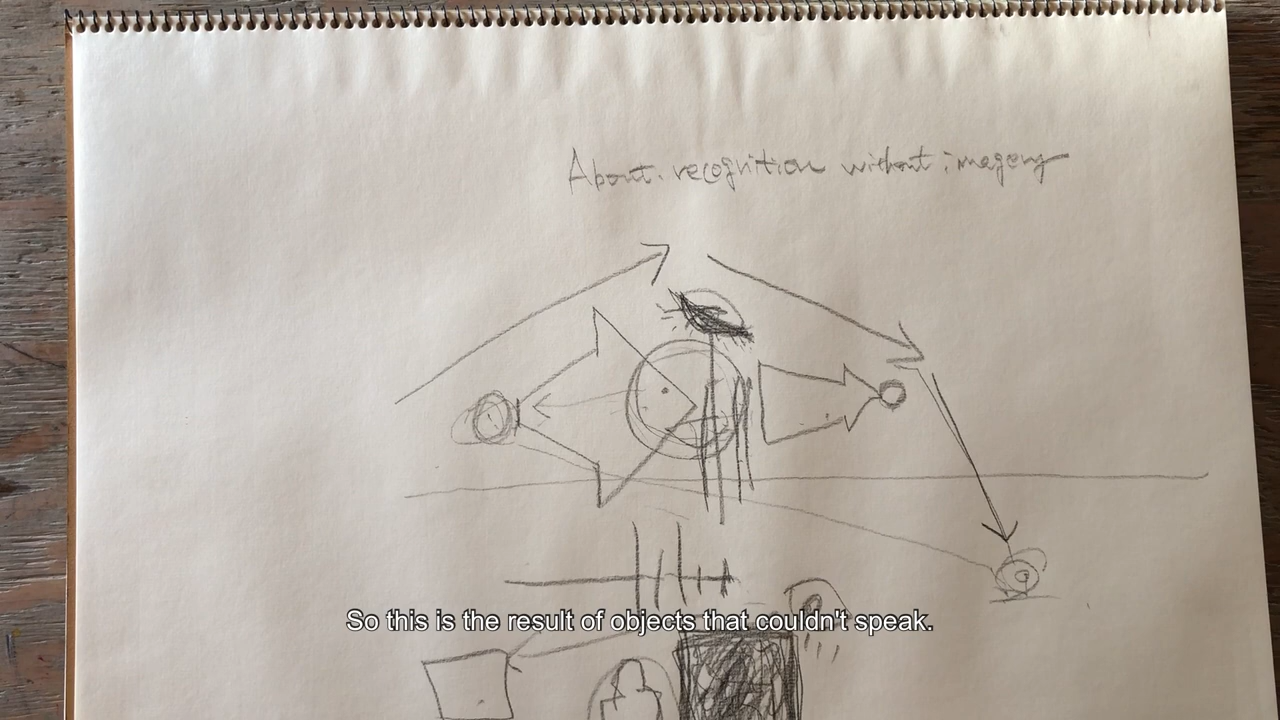 About. recognition without imagery
So this is the result of objects that couldn't speak.